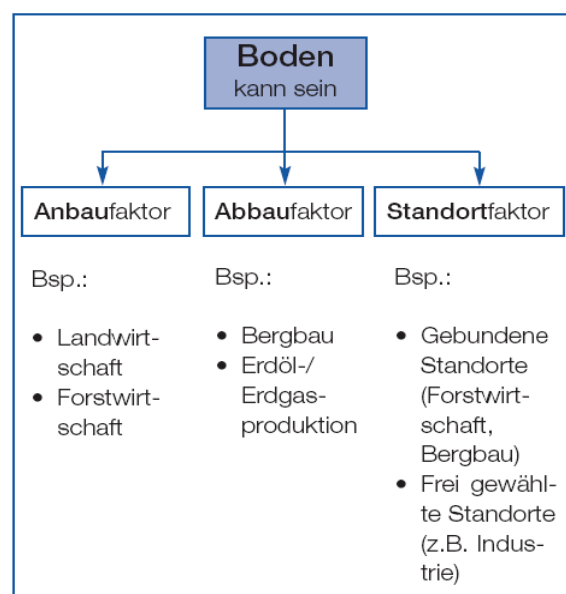 Boden
kann sein
Anbaufaktor
Abbaufaktor
Standortfaktor
Bsp.:
• Landwirt-
schaft
• Forstwirt-
schaft
Bsp.:
• Bergbau
• Erdöl-/
Erdgas-
produktion
Bsp.:
• Gebundene
Standorte
(Forstwirt-
schaft,
Bergbau)
• Frei gewähl-
te Standorte
(z.B. Indus-
trie)